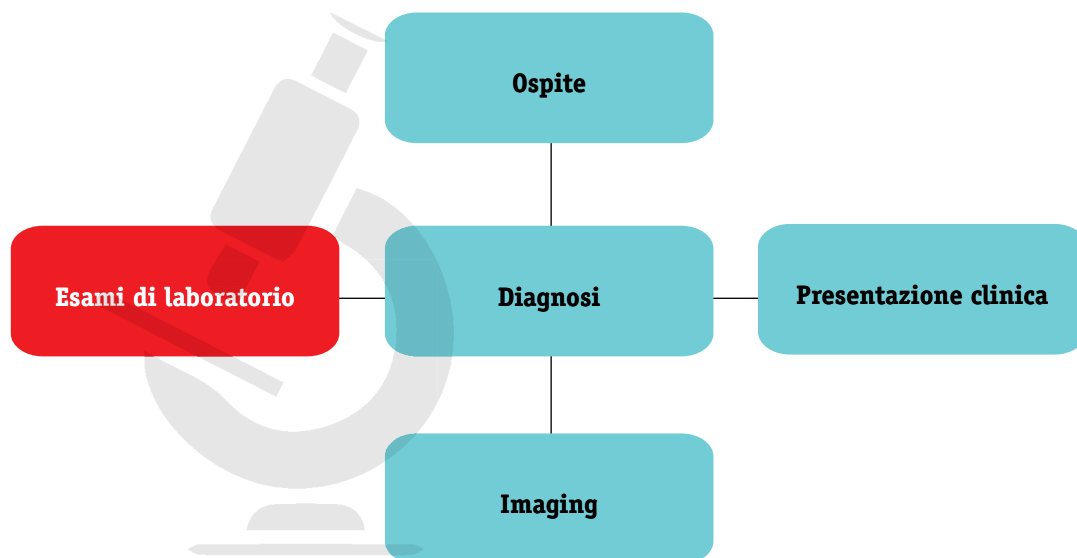 Ospite
Esami di laboratorio
Diagnosi
Presentazione clinica
Imaging